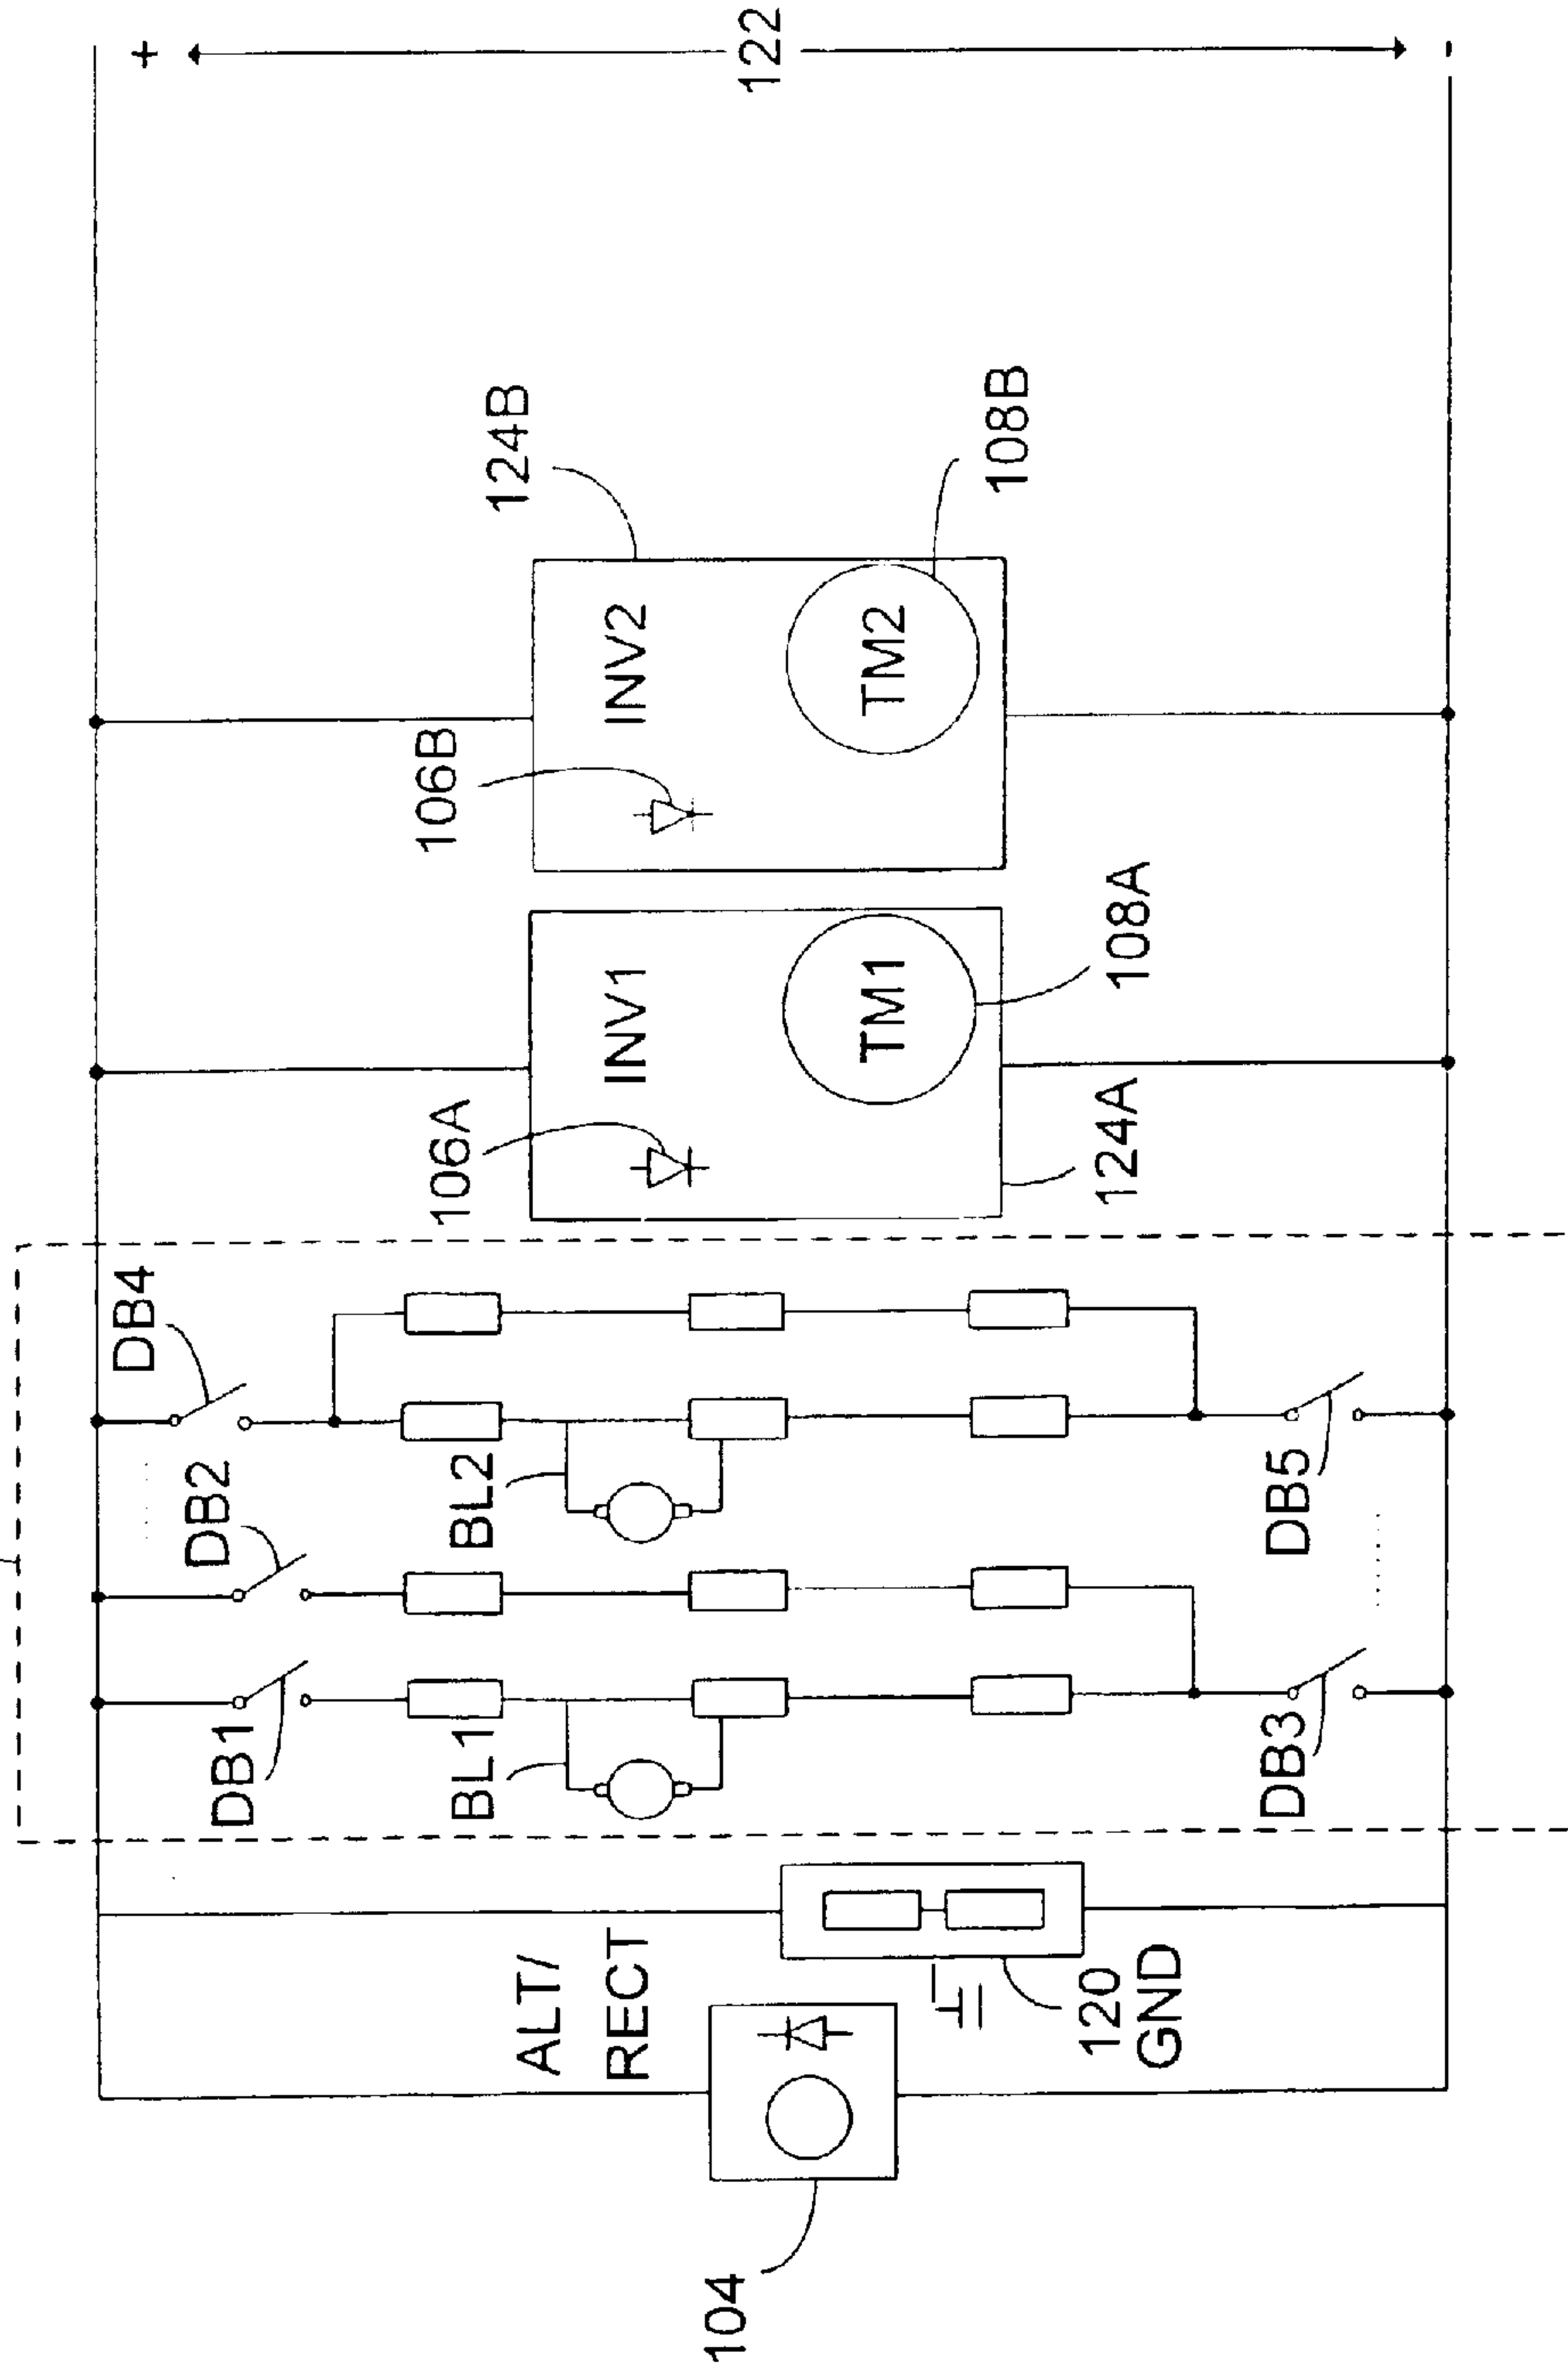 +
122
-
124B
INV2
106B
TM2
108B
INV1
106A
TM1
108A
124A
DB4
DB2
BL2
DB5
DB1
BL1
DB3
ALT/
RECT
120
GND
104